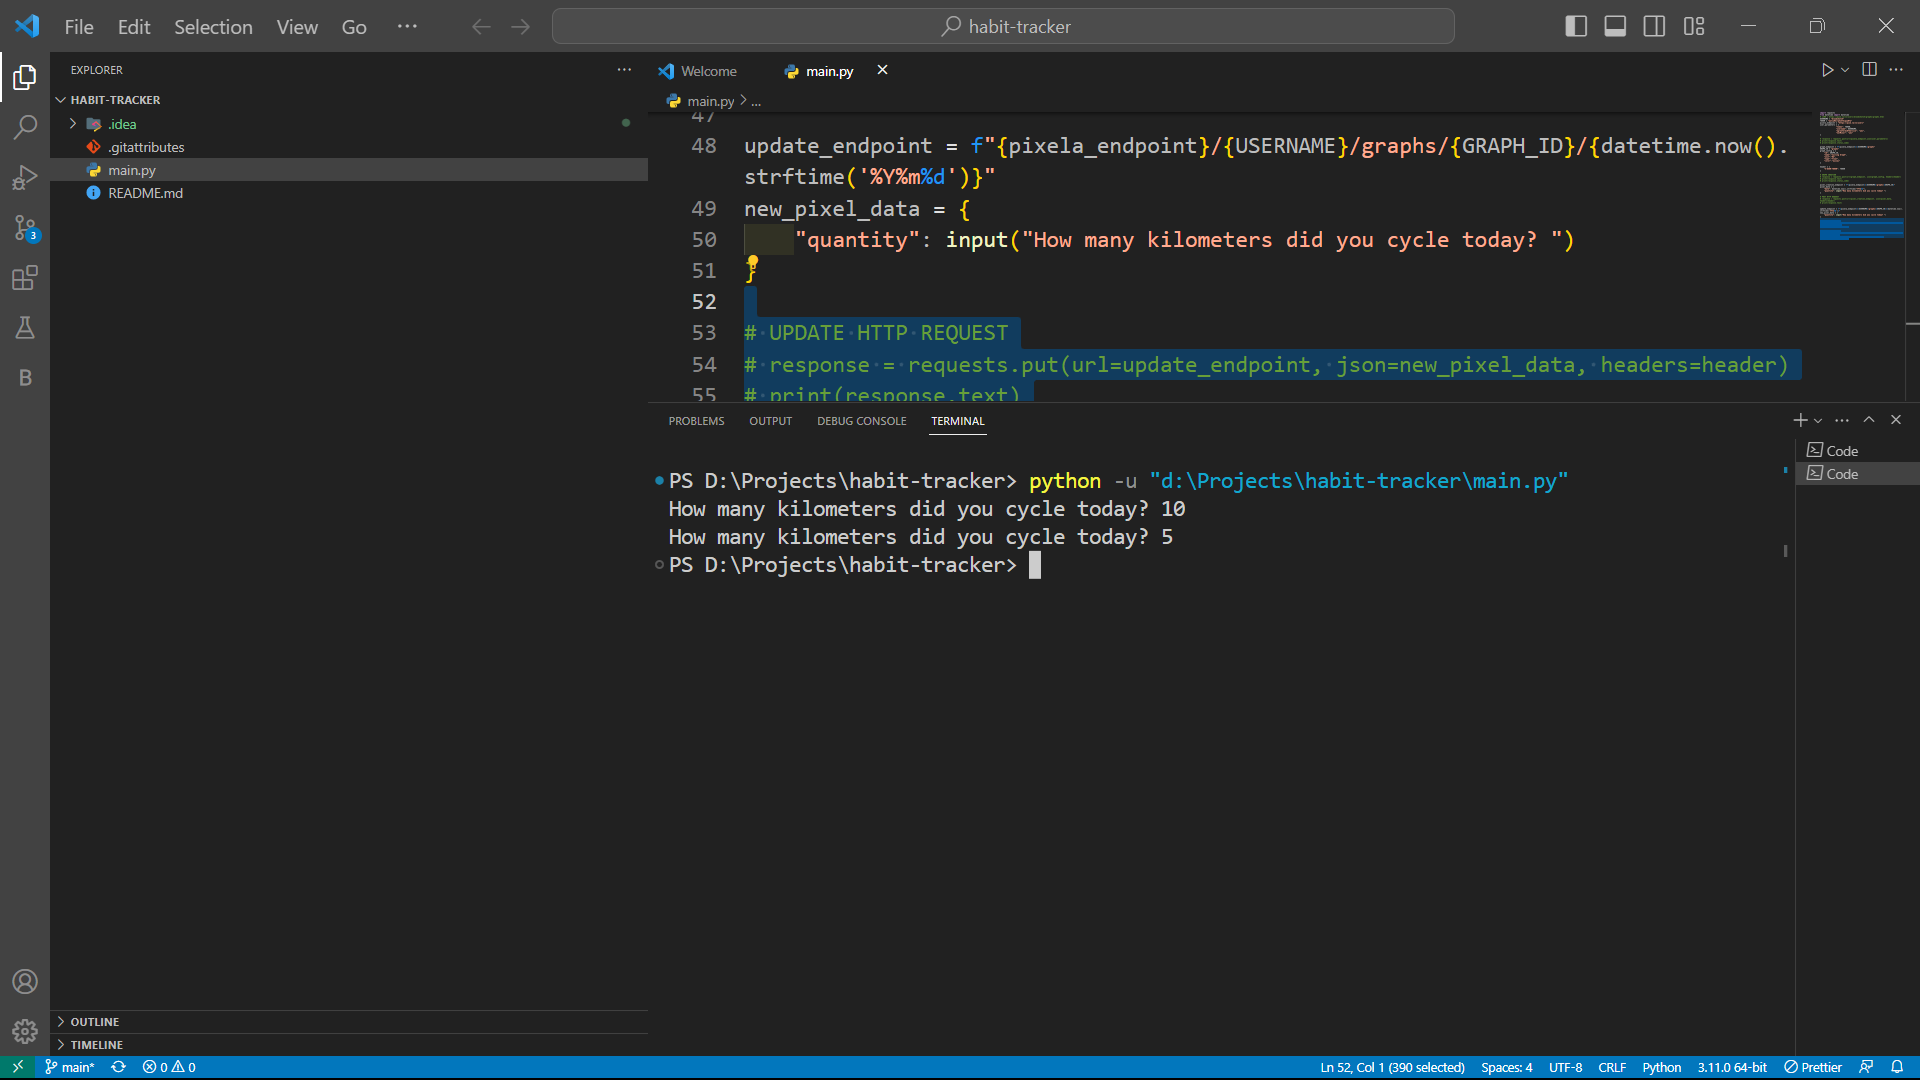 File Edit Selection View Go ···
habit-tracker
EXPLORER
HABIT-TRACKER
.idea
.gitattributes
main.py
README.md
3
B
OUTLINE
TIMELINE
Welcome main.py
main.py > ...
47
48 update_endpoint = f"{pixela_endpoint}/{USERNAME}/graphs/{GRAPH_ID}/{datetime.now().
strftime('%Y%m%d')}"
49 new_pixel_data = {
50 "quantity": input("How many kilometers did you cycle today? ")
51 }
52
53 # UPDATE HTTP REQUEST
54 # response = requests.put(url=update_endpoint, json=new_pixel_data, headers=header)
55 # print(response.text)
PROBLEMS OUTPUT DEBUG CONSOLE TERMINAL
PS D:\Projects\habit-tracker> python -u "d:\Projects\habit-tracker\main.py"
How many kilometers did you cycle today? 10
How many kilometers did you cycle today? 5
PS D:\Projects\habit-tracker>
Code
Code
main* 0 0 Ln 52, Col 1 (390 selected) Spaces: 4 UTF-8 CRLF Python 3.11.0 64-bit Prettier